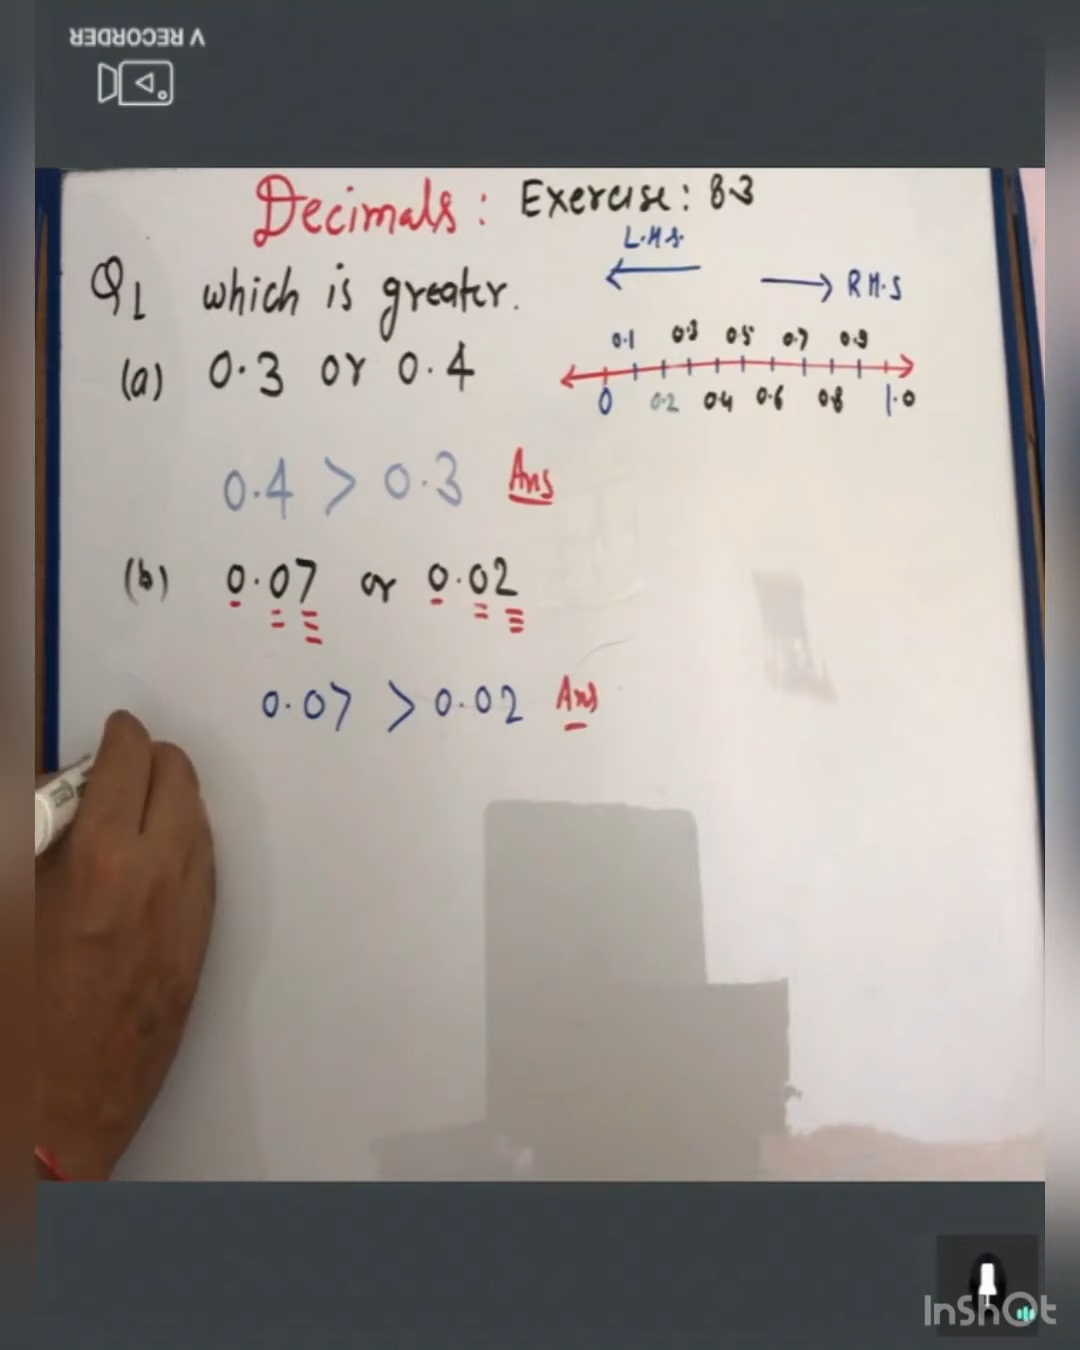 V RECORDER
Decimals: Exercise: 8.3
L.H.S.
R.H.S
Q1 which is greater.
0.1 0.3 0.5 0.7 0.9
0 0.2 0.4 0.6 0.8 1.0
(a) 0.3 or 0.4
0.4 > 0.3 Ans
(b) 0.07 or 0.02
0.07 > 0.02 Ans
InShOt